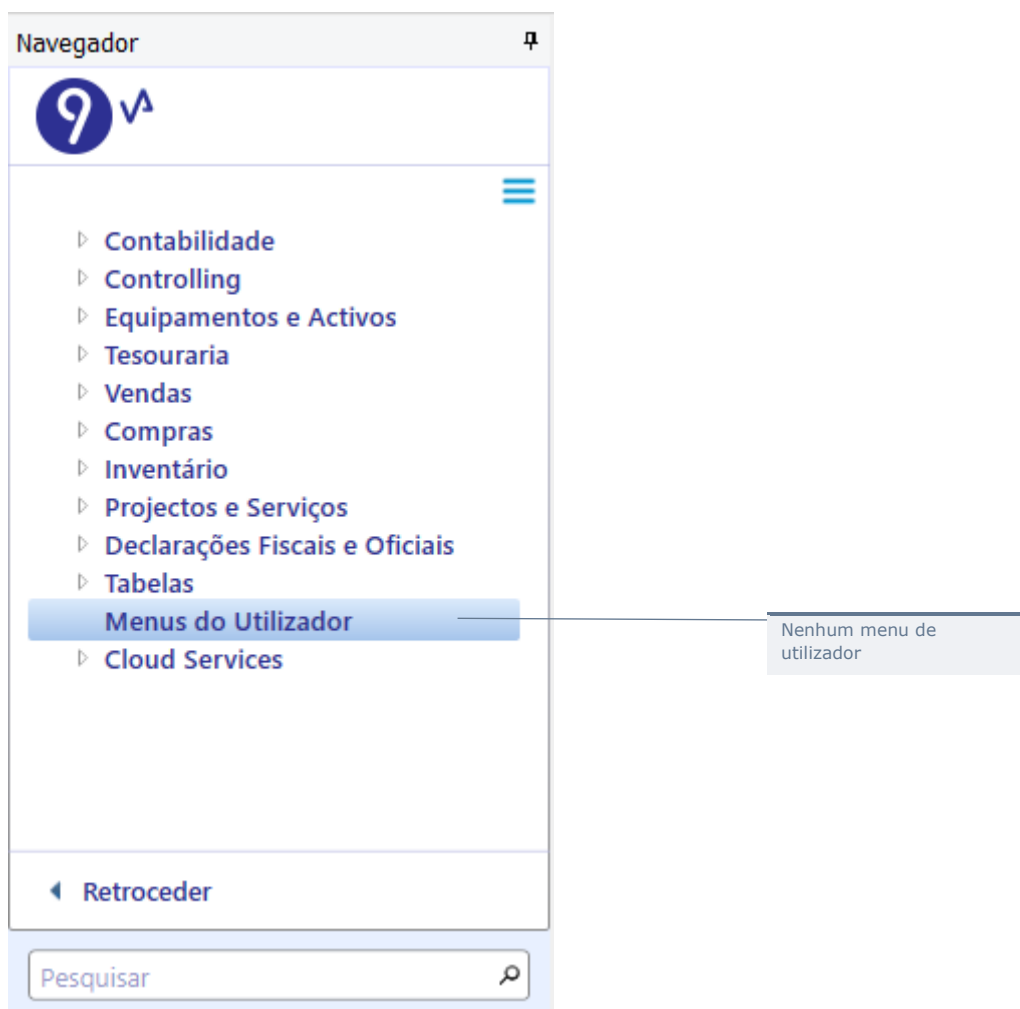 Navegador
9
Contabilidade
Controlling
Equipamentos e Activos
Tesouraria
Vendas
Compras
Inventário
Projectos e Serviços
Declarações Fiscais e Oficiais
Tabelas
Menus do Utilizador
Nenhum menu de
utilizador
Cloud Services
Retroceder
Pesquisar